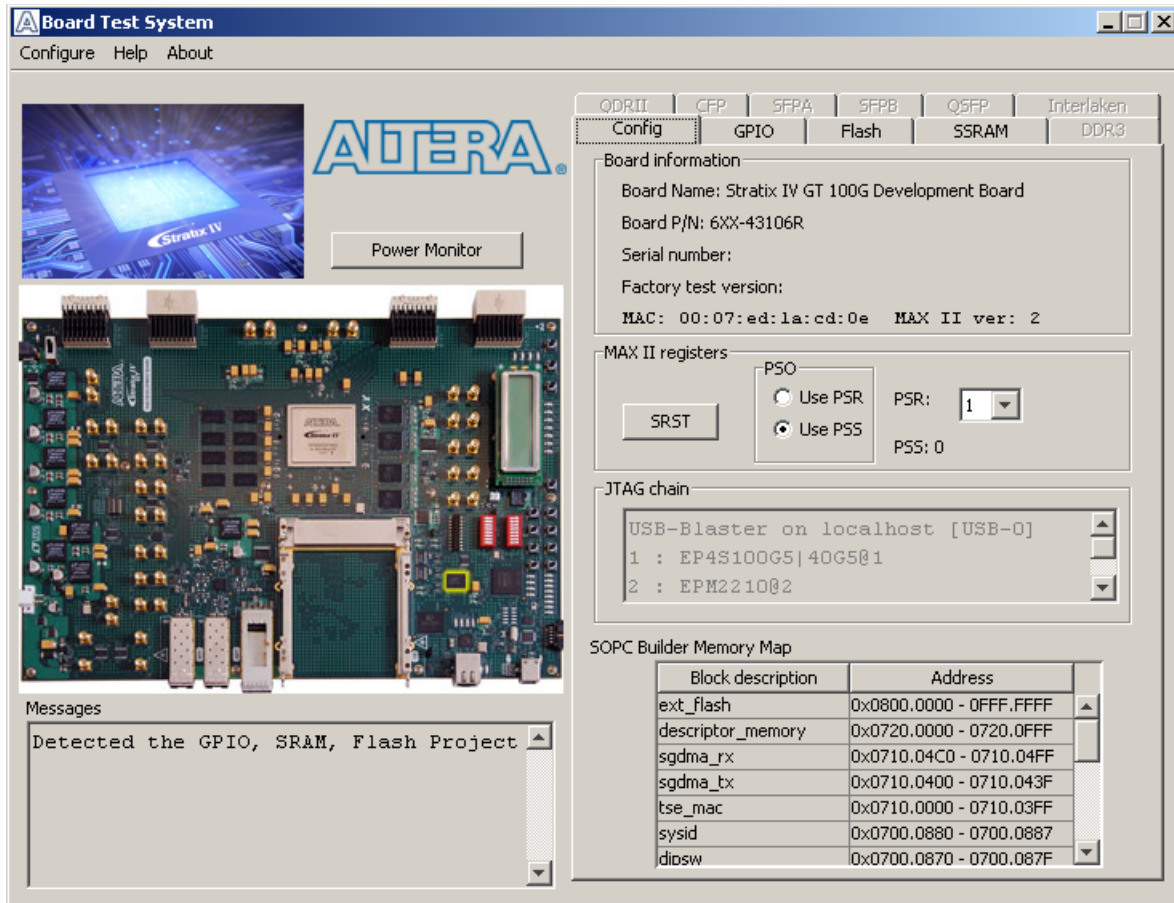 Board Test System
Configure Help About
Stratix IV
ALTERA®
Power Monitor
ALTERA
Stratix IV
ALTERA
Stratix IV
Messages
Detected the GPIO, SRAM, Flash Project
QDRII CFP SFPA SFPB QSFP Interlaken
Config GPIO Flash SSRAM DDR3
Board information
Board Name: Stratix IV GT 100G Development Board
Board P/N: 6XX-43106R
Serial number:
Factory test version:
MAC: 00:07:ed:1a:cd:0e MAX II ver: 2
MAX II registers
SRST
PSO
Use PSR
Use PSS
PSR: 1
PSS: 0
JTAG chain
USB-Blaster on localhost [USB-0]
1 : EP4S100G5|40G5@1
2 : EPM2210@2
SOPC Builder Memory Map
Block description Address
ext_flash 0x0800.0000 - 0FFF.FFFF
descriptor_memory 0x0720.0000 - 0720.0FFF
sgdma_rx 0x0710.04C0 - 0710.04FF
sgdma_tx 0x0710.0400 - 0710.043F
tse_mac 0x0710.0000 - 0710.03FF
sysid 0x0700.0880 - 0700.0887
dipsw 0x0700.0870 - 0700.087F